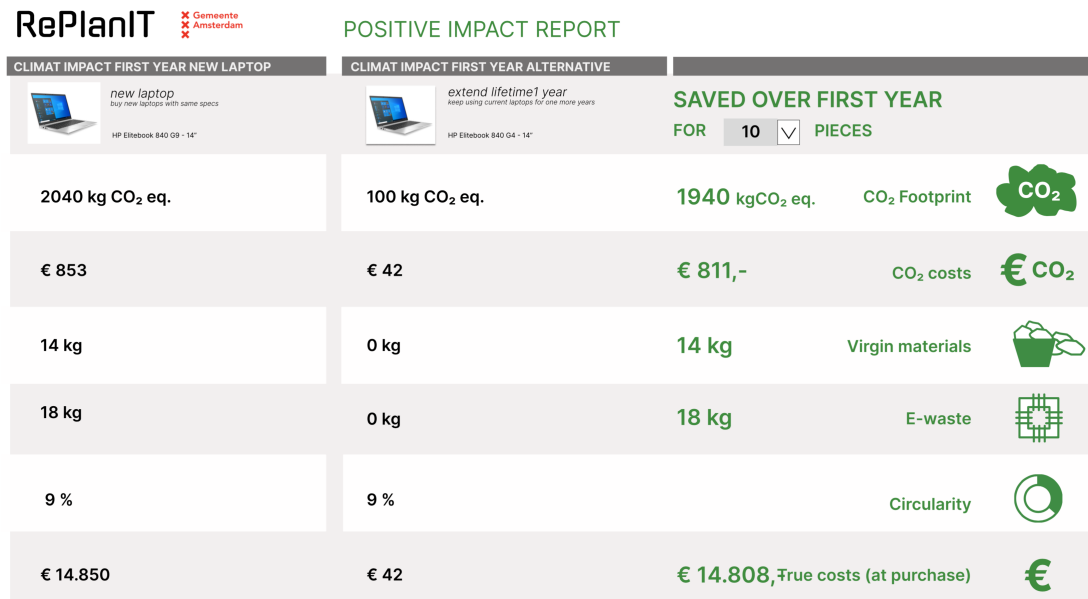 RePlanIT
Gemeente
Amsterdam
POSITIVE IMPACT REPORT
CLIMAT IMPACT FIRST YEAR NEW LAPTOP
CLIMAT IMPACT FIRST YEAR ALTERNATIVE
new laptop
buy new laptops with same specs
HP Elitebook 840 G9 - 14"
extend lifetime1 year
keep using current laptops for one more years
HP Elitebook 840 G4 - 14"
SAVED OVER FIRST YEAR
FOR 10 PIECES
2040 kg CO₂ eq.
100 kg CO₂ eq.
1940 kgCO₂ eq.
CO₂ Footprint
CO₂
€ 853
€ 42
€ 811,-
CO₂ costs
€ CO₂
14 kg
0 kg
14 kg
Virgin materials
18 kg
0 kg
18 kg
E-waste
9 %
9 %
Circularity
€ 14.850
€ 42
€ 14.808,-
True costs (at purchase)
€